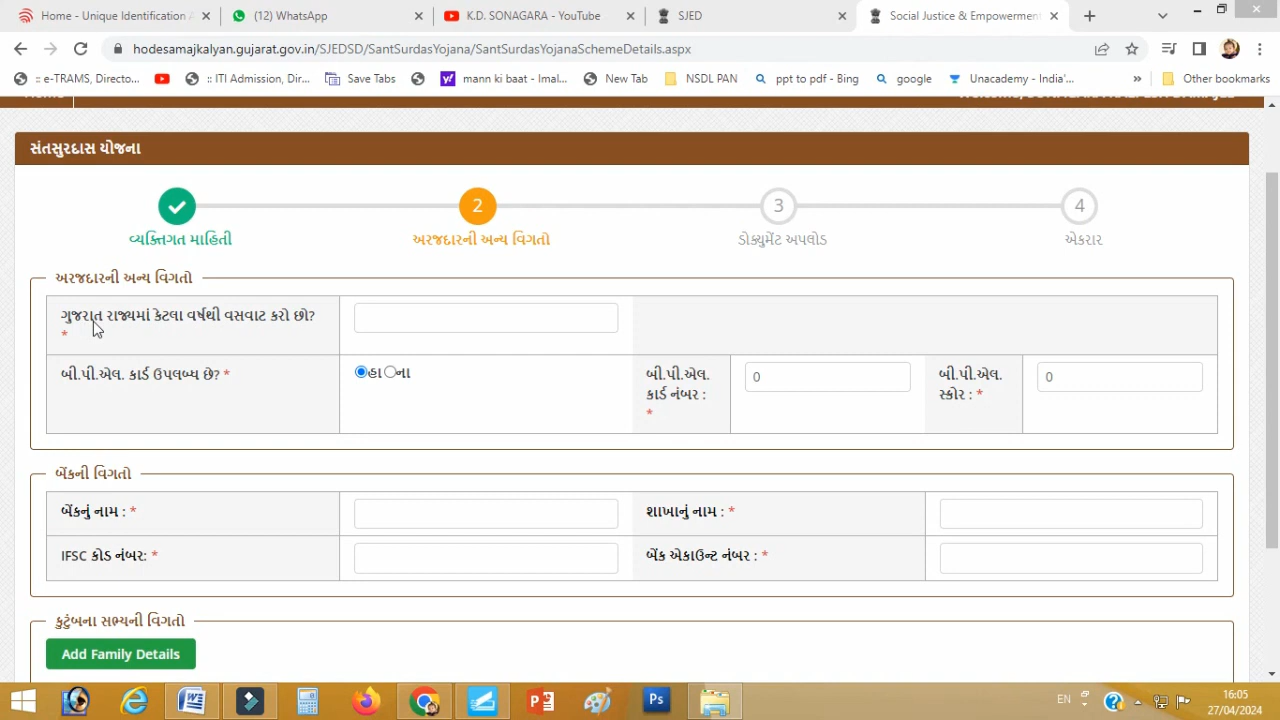 Home - Unique Identification A
(12) WhatsApp
K.D. SONAGARA - YouTube
SJED
Social Justice & Empowerment
hodesamajkalyan.gujarat.gov.in/SJEDSD/SantSurdasYojana/SantSurdasYojanaSchemeDetails.aspx
:: e-TRAMS, Directo...
:: ITI Admission, Dir...
Save Tabs
mann ki baat - Imal...
New Tab
NSDL PAN
ppt to pdf - Bing
google
Unacademy - India'...
»
Other bookmarks
સંતસુરદાસ યોજના
2
3
4
વ્યક્તિગત માહિતી
અરજદારની અન્ય વિગતો
ડોક્યુમેંટ અપલોડ
એકરાર
અરજદારની અન્ય વિગતો
ગુજરાત રાજ્યમાં કેટલા વર્ષથી વસવાટ કરો છો?
*
બી.પી.એલ. કાર્ડ ઉપલબ્ધ છે? *
હા ના
બી.પી.એલ.
કાર્ડ નંબર :
*
0
બી.પી.એલ.
સ્કોર : *
0
બેંકની વિગતો
બેંકનું નામ : *
શાખાનું નામ : *
IFSC કોડ નંબર: *
બેંક એકાઉન્ટ નંબર : *
કુટુંબના સભ્યની વિગતો
Add Family Details
EN
16:05
27/04/2024